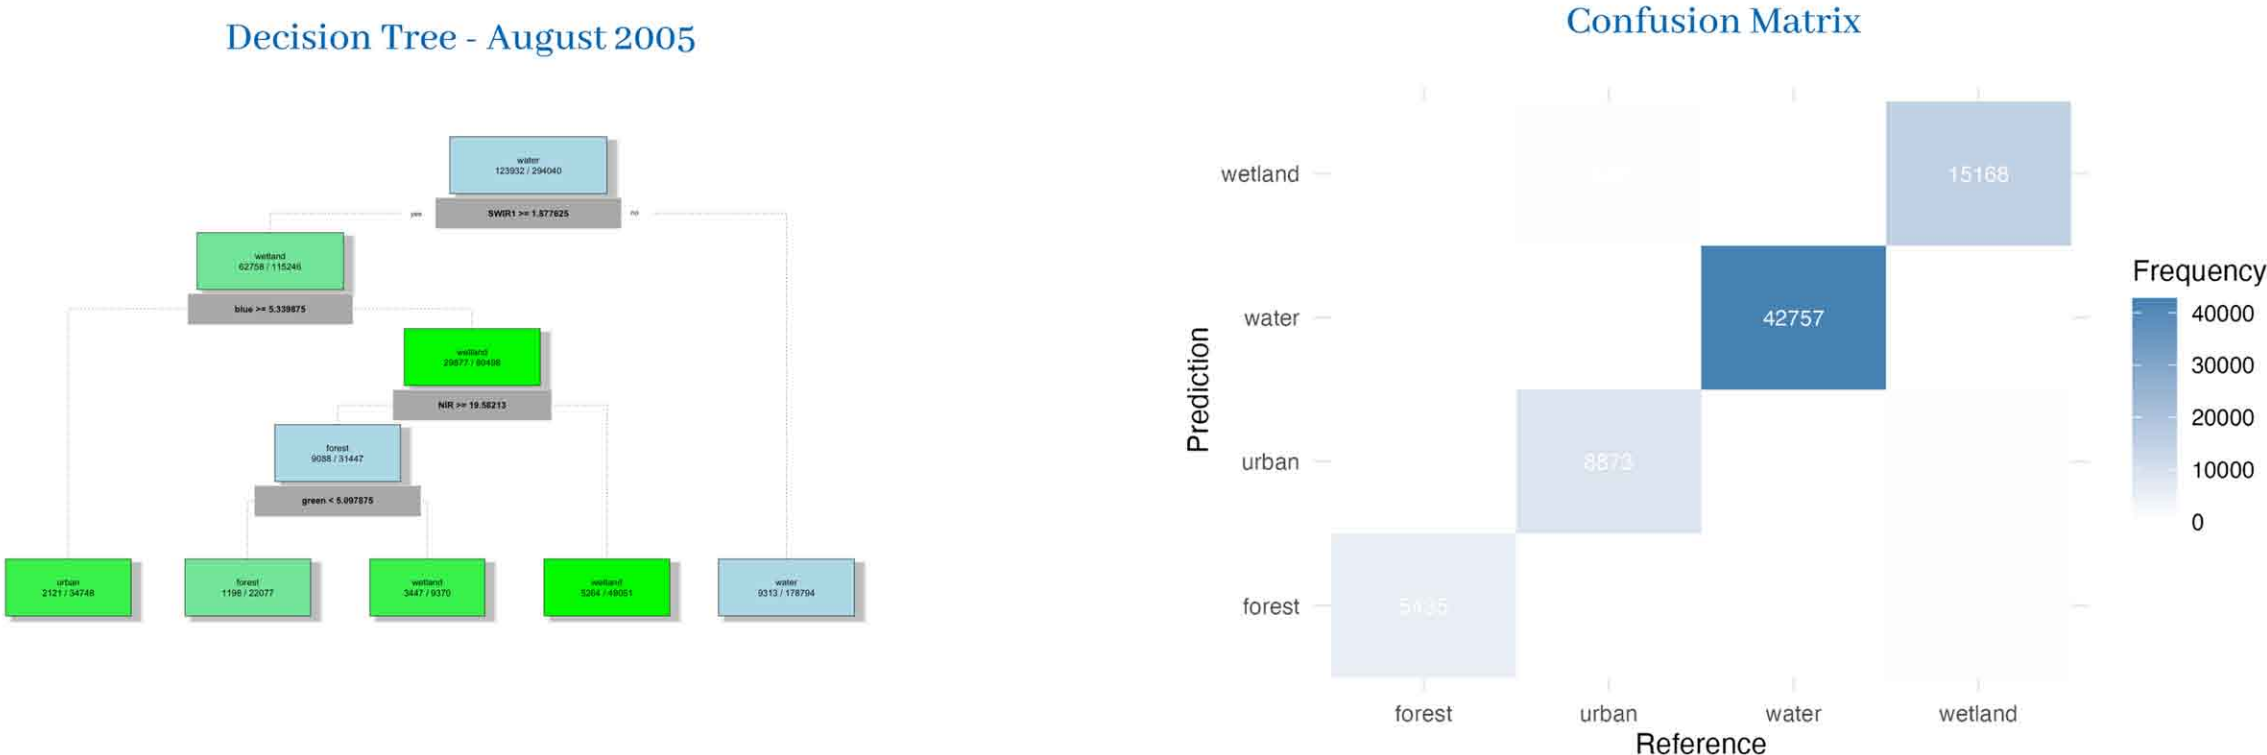 Decision Tree - August 2005
water
123932 / 294040
yes
SWIR1 >= 1.877625
no
wetland
62758 / 115246
blue >= 5.339875
wetland
29877 / 80498
NIR >= 19.58213
forest
9088 / 31447
green < 5.097875
urban
2121 / 34748
forest
1198 / 22077
wetland
3447 / 9370
wetland
5264 / 49051
water
9313 / 178794
Confusion Matrix
Prediction
wetland
15168
water
42757
urban
8873
forest
5435
forest
urban
water
wetland
Reference
Frequency
40000
30000
20000
10000
0